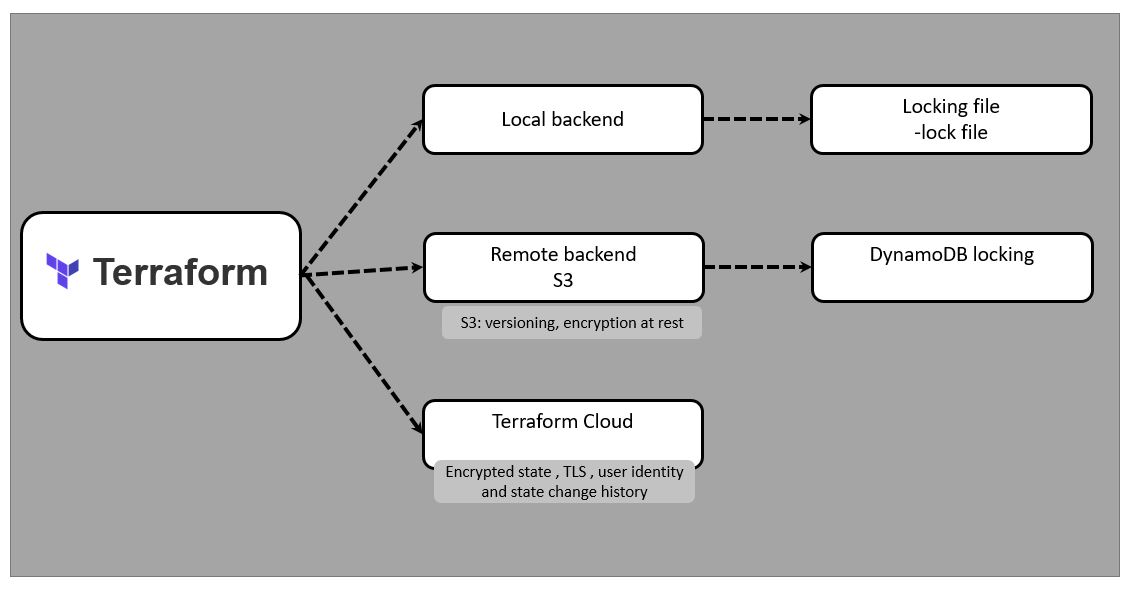 Terraform
Local backend
Locking file
-lock file
Remote backend
S3
DynamoDB locking
S3: versioning, encryption at rest
Terraform Cloud
Encrypted state , TLS , user identity
and state change history